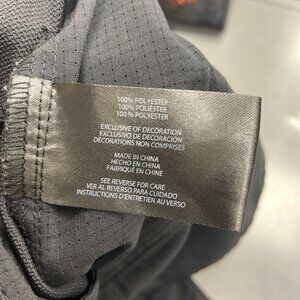 100% POLYESTER
100% POLIÉSTER
100 % POLYESTER
EXCLUSIVE OF DECORATION
EXCLUSIVO DE DECORACIÓN
DÉCORATIONS NON COMPRISES
MADE IN CHINA
HECHO EN CHINA
FABRIQUÉ EN CHINE
SEE REVERSE FOR CARE
VER AL REVERSO PARA CUIDADO
INSTRUCTIONS D'ENTRETIEN AU VERSO